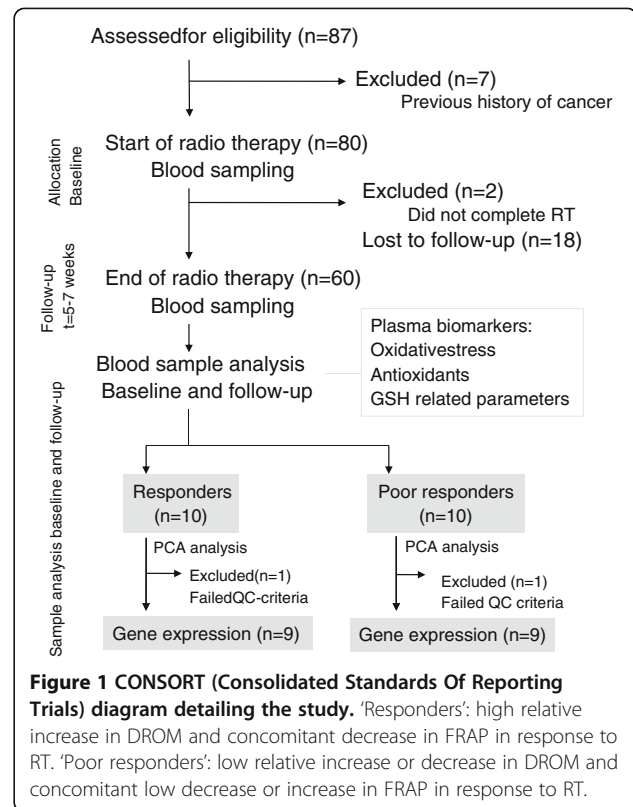 Assessedfor eligibility (n=87)
Excluded (n=7)
Previous history of cancer
Allocation
Baseline
Start of radio therapy (n=80)
Blood sampling
Excluded (n=2)
Did not complete RT
Lost to follow-up (n=18)
Follow-up
t=5-7 weeks
End of radio therapy (n=60)
Blood sampling
Sample analysis baseline and follow-up
Blood sample analysis
Baseline and follow-up
Plasma biomarkers:
Oxidativestress
Antioxidants
GSH related parameters
Responders
(n=10)
Poor responders
(n=10)
PCA analysis
PCA analysis
Excluded(n=1)
FailedQC-criteria
Excluded (n=1)
Failed QC criteria
Gene expression (n=9)
Gene expression (n=9)
Figure 1 CONSORT (Consolidated Standards Of Reporting
Trials) diagram detailing the study. 'Responders': high relative
increase in DROM and concomitant decrease in FRAP in response to
RT. 'Poor responders': low relative increase or decrease in DROM and
concomitant low decrease or increase in FRAP in response to RT.